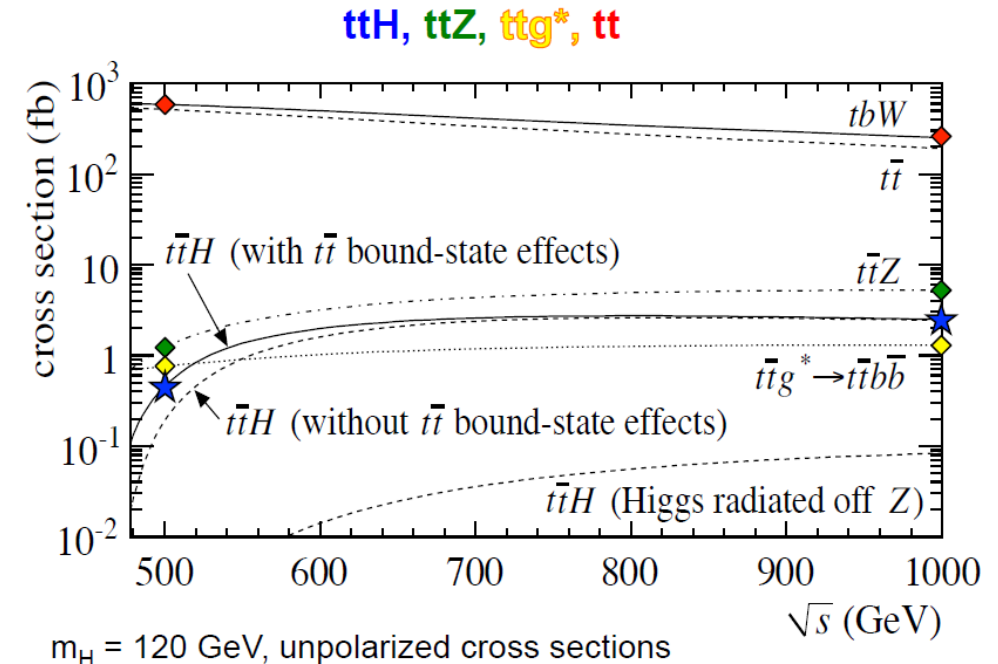 ttH, ttZ, ttg*, tt
cross section (fb)
10³
10²
10
1
10⁻¹
10⁻²
tbW
tt̄
tt̄H (with tt̄ bound-state effects)
tt̄Z
tt̄g*→tt̄bb̄
tt̄H (without tt̄ bound-state effects)
tt̄H (Higgs radiated off Z)
500 600 700 800 900 1000
√s (GeV)
m_H = 120 GeV, unpolarized cross sections